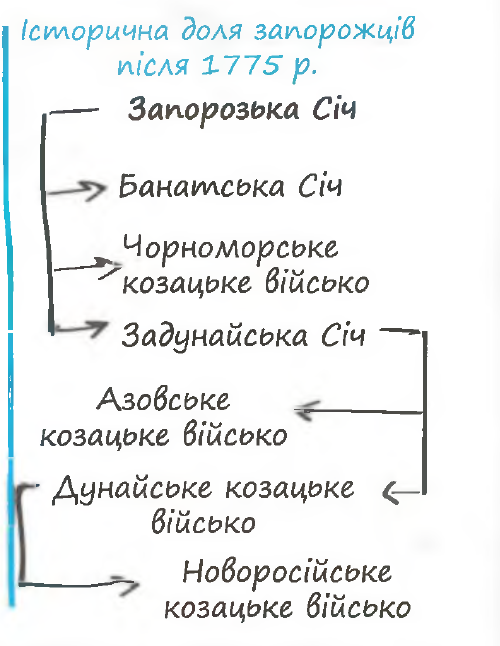 Історична доля запорожців
після 1775 р.
Запорозька Січ
Банатська Січ
Чорноморське
козацьке військо
Задунайська Січ
Азовське
козацьке військо
Дунайське козацьке
військо
Новоросійське
козацьке військо